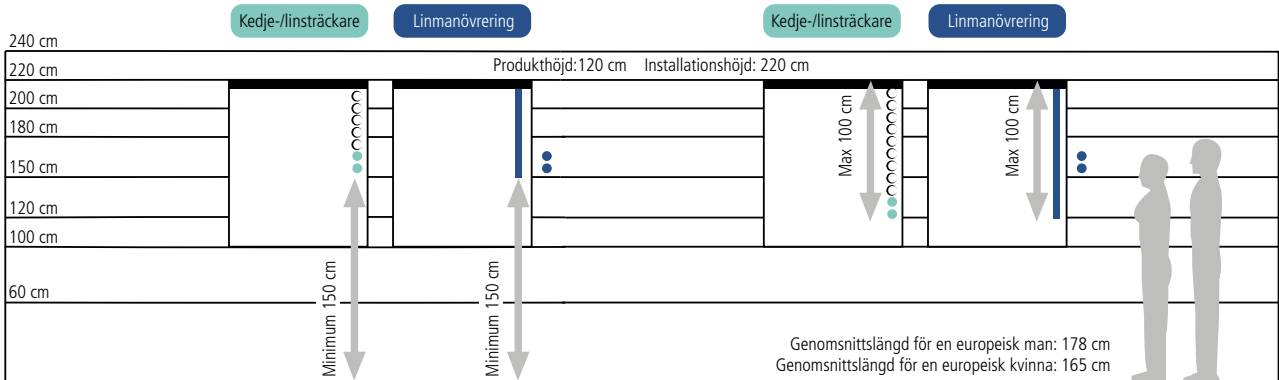 Kedje-/linsträckare
Linmanövrering
Kedje-/linsträckare
Linmanövrering
240 cm
Produkthöjd:120 cm Installationshöjd: 220 cm
220 cm
200 cm
180 cm
150 cm
120 cm
100 cm
60 cm
Minimum 150 cm
Minimum 150 cm
Max 100 cm
Max 100 cm
Genomsnittslängd för en europeisk man: 178 cm
Genomsnittslängd för en europeisk kvinna: 165 cm